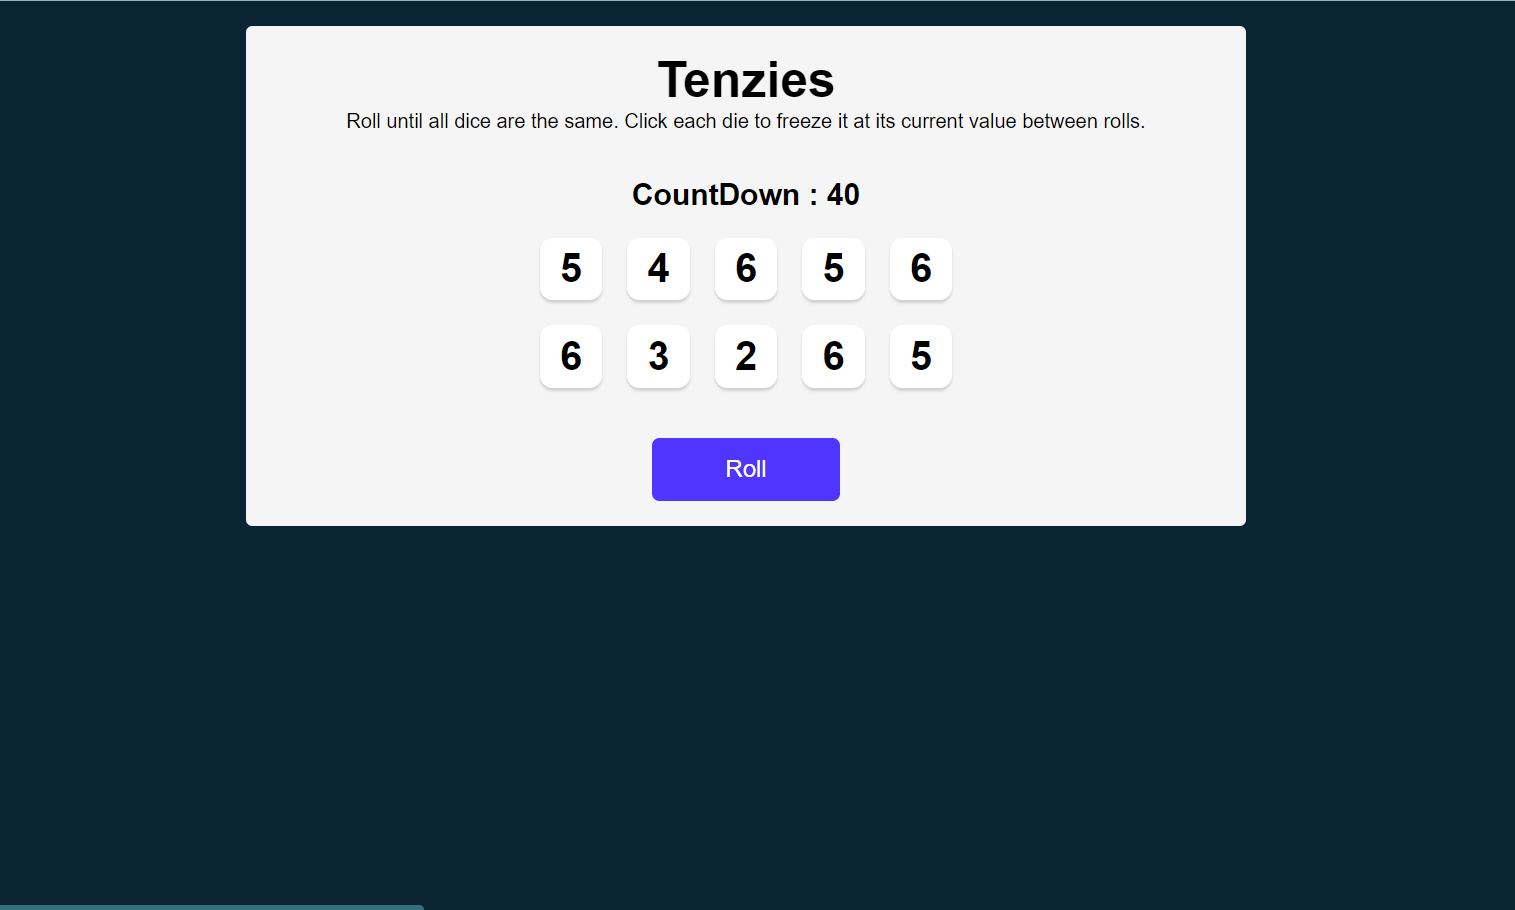 Tenzies
Roll until all dice are the same. Click each die to freeze it at its current value between rolls.
CountDown : 40
5 4 6 5 6
6 3 2 6 5
Roll